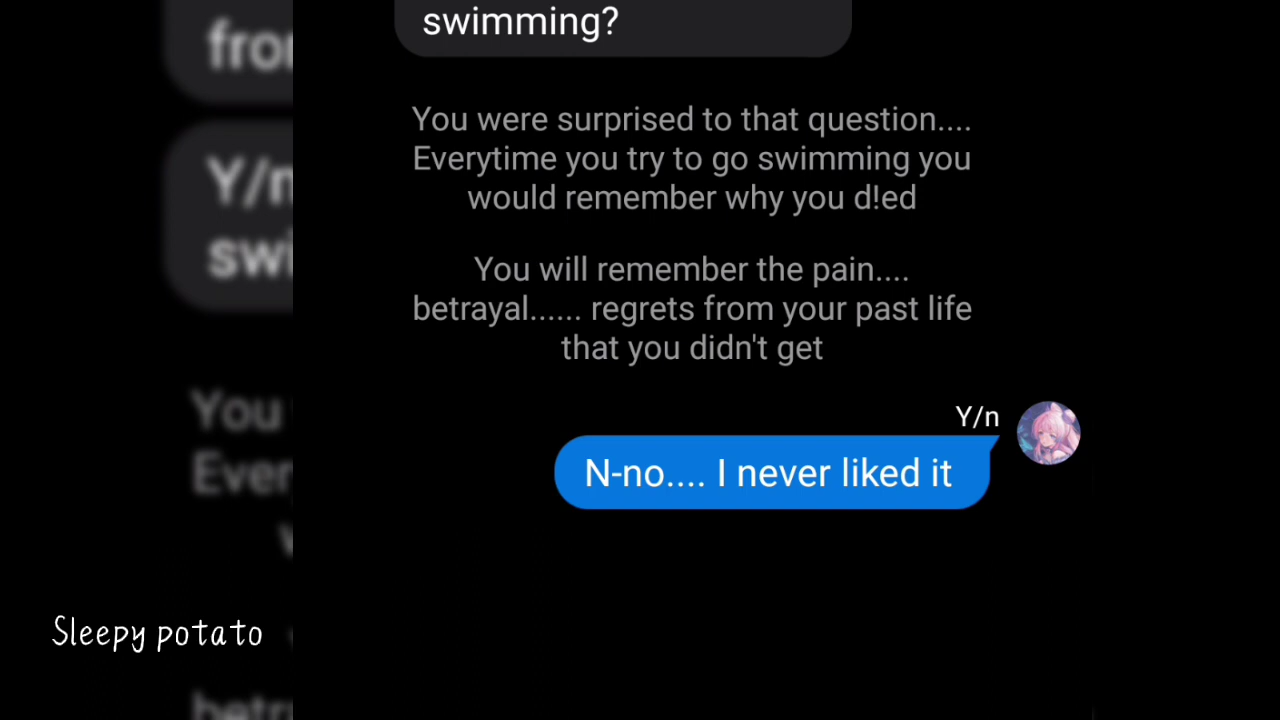 swimming?
You were surprised to that question....
Everytime you try to go swimming you
would remember why you d!ed
You will remember the pain....
betrayal...... regrets from your past life
that you didn't get
Y/n
N-no.... I never liked it
Sleepy potato